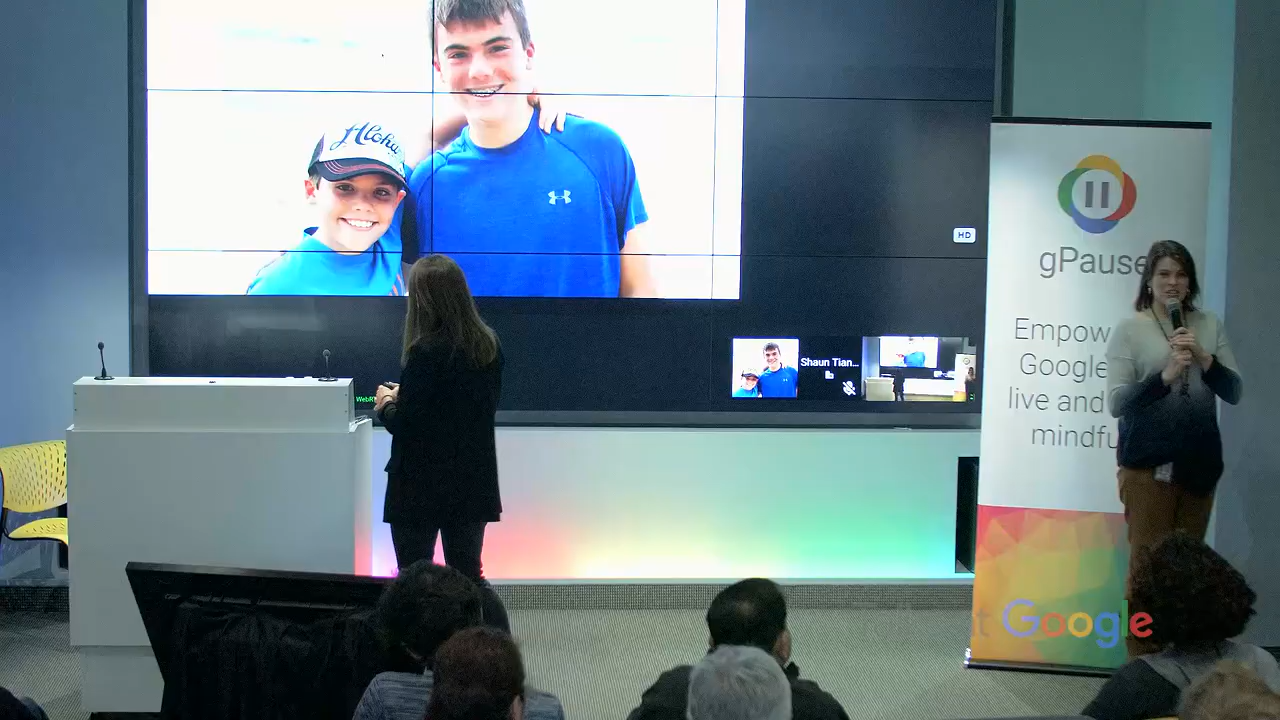 Aloha
HD
Shaun Tian...
gPause
Empow
Google
live and
mindfu
t Google